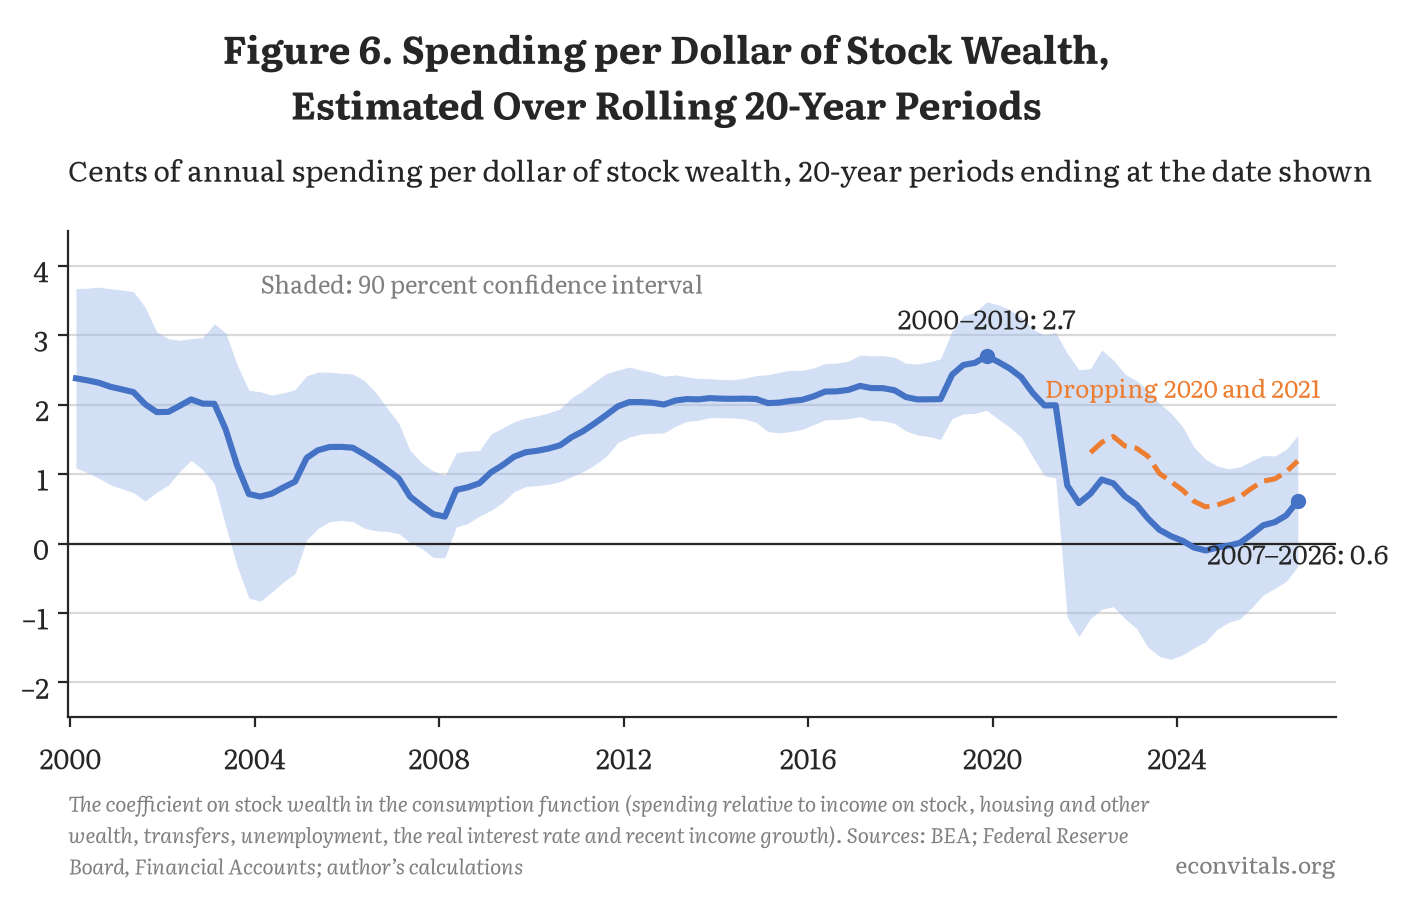 Figure 6. Spending per Dollar of Stock Wealth,
Estimated Over Rolling 20-Year Periods
Cents of annual spending per dollar of stock wealth, 20-year periods ending at the date shown
4
Shaded: 90 percent confidence interval
2000–2019: 2.7
3
Dropping 2020 and 2021
2
1
0
2007–2026: 0.6
−1
−2
2000 2004 2008 2012 2016 2020 2024
The coefficient on stock wealth in the consumption function (spending relative to income on stock, housing and other
wealth, transfers, unemployment, the real interest rate and recent income growth). Sources: BEA; Federal Reserve
Board, Financial Accounts; author's calculations
econvitals.org